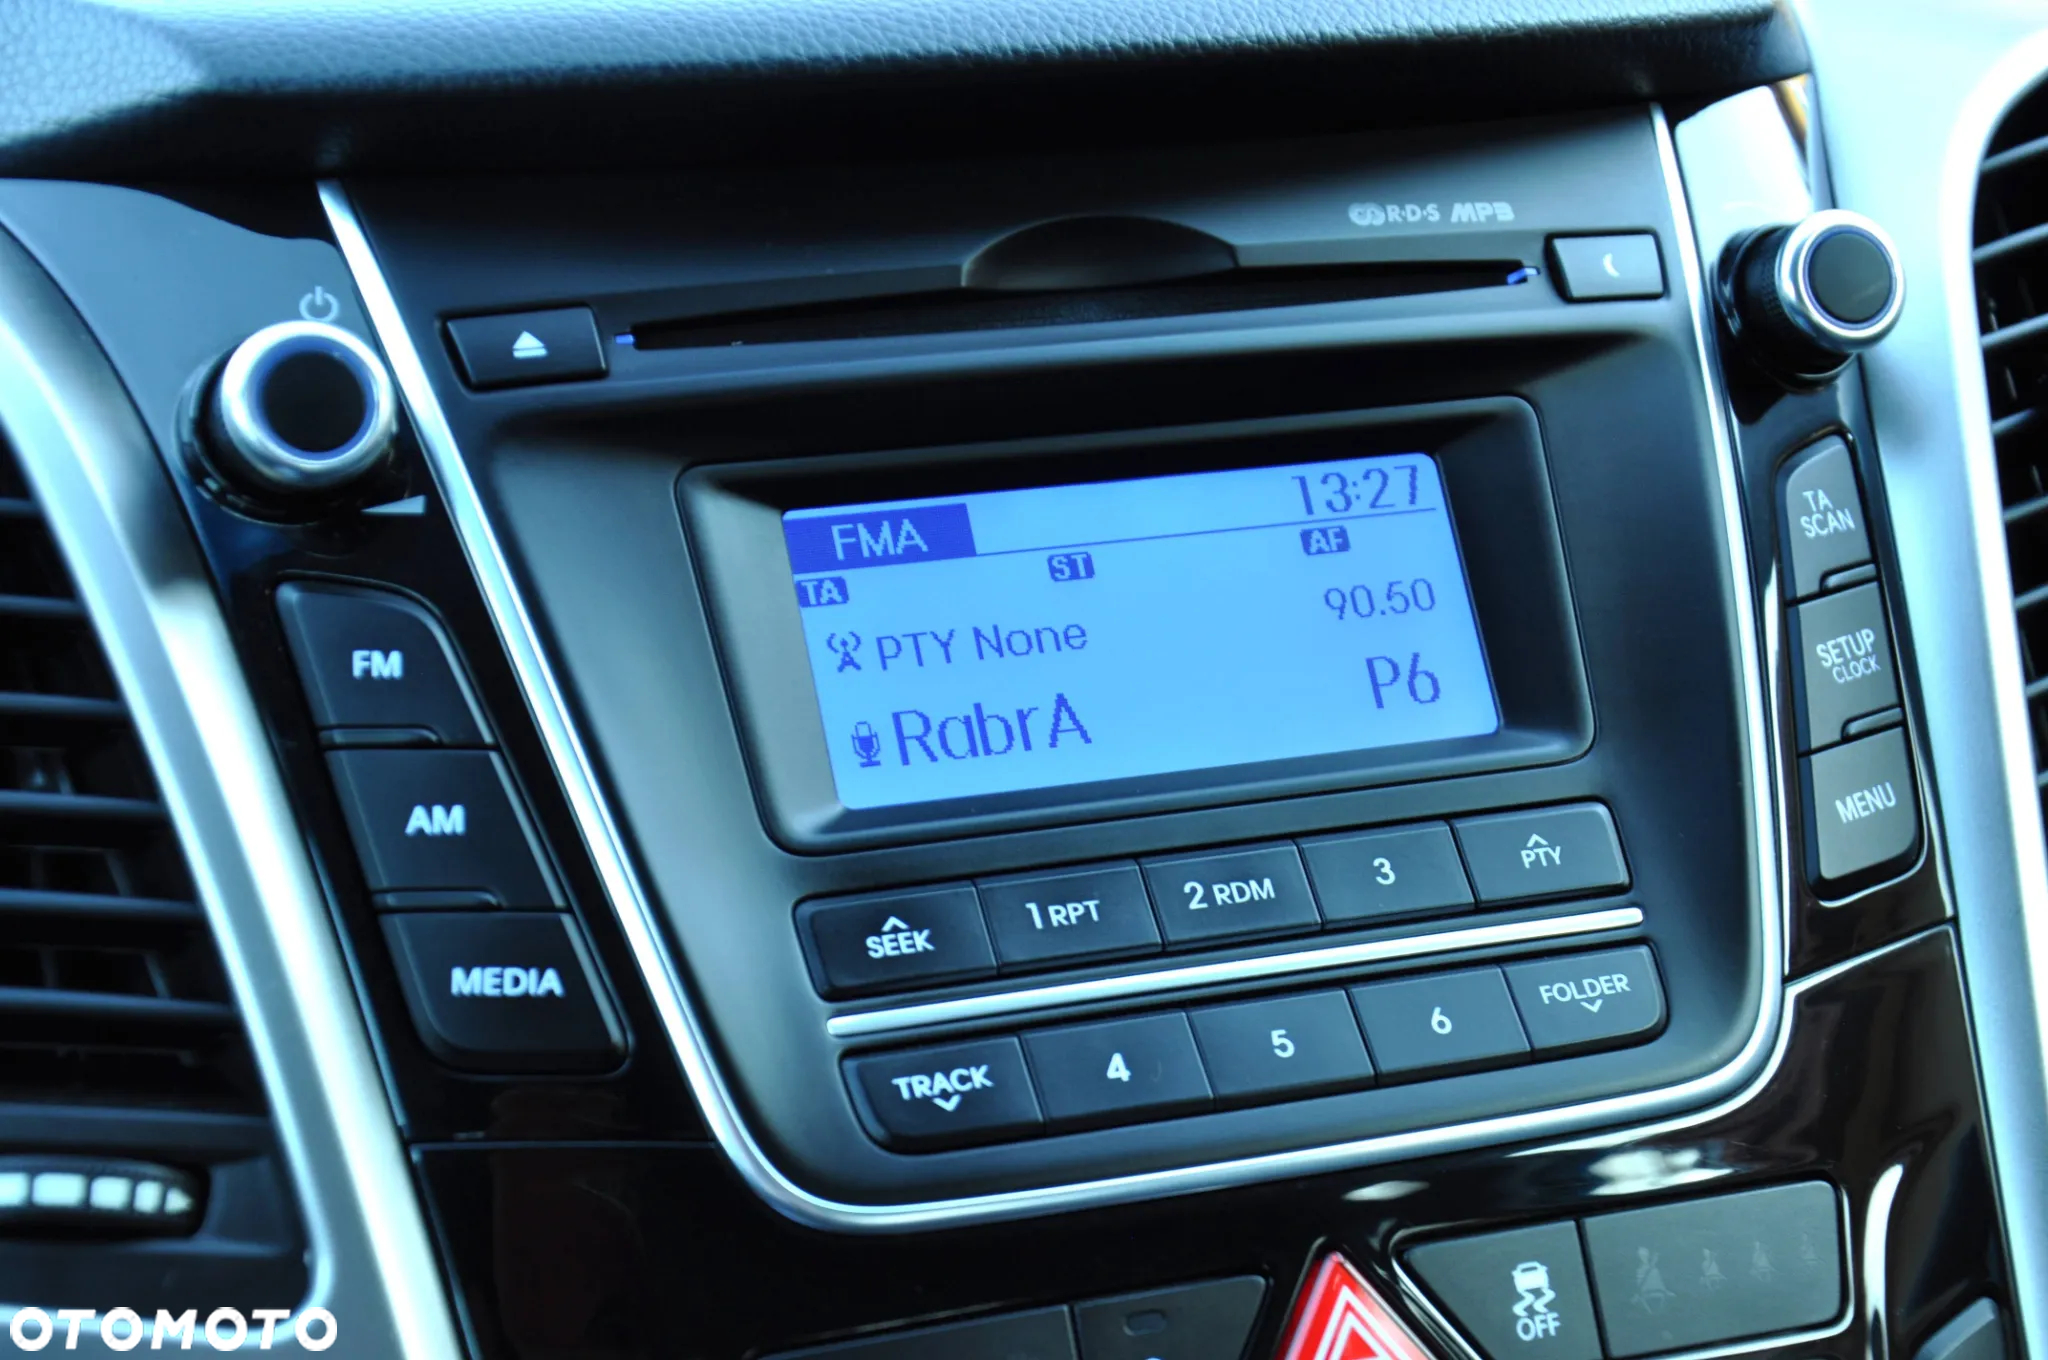 R·D·S MP3
FMA
13:27
TA
ST
AF
PTY None
90.50
RabrA
P6
FM
AM
MEDIA
TA
SCAN
SETUP
CLOCK
MENU
SEEK
1 RPT
2 RDM
3
PTY
TRACK
4
5
6
FOLDER
OFF
OTOMOTO